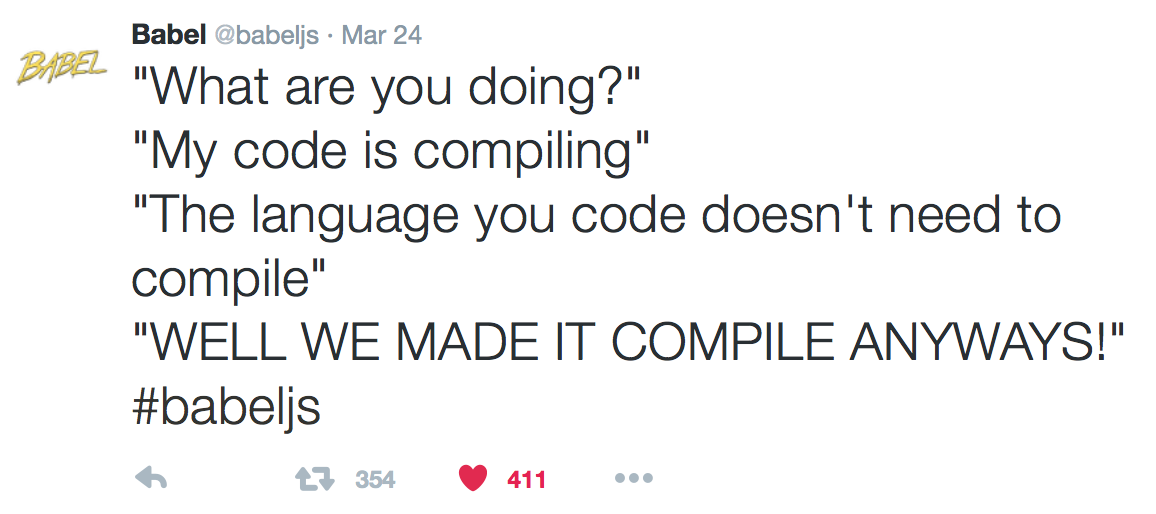 Babel @babeljs · Mar 24
BABEL
"What are you doing?"
"My code is compiling"
"The language you code doesn't need to
compile"
"WELL WE MADE IT COMPILE ANYWAYS!"
#babeljs
354 411